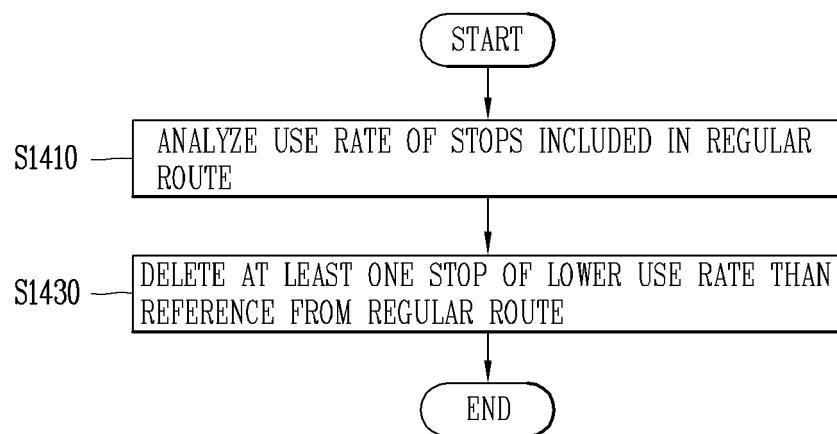 START
S1410
ANALYZE USE RATE OF STOPS INCLUDED IN REGULAR
ROUTE
S1430
DELETE AT LEAST ONE STOP OF LOWER USE RATE THAN
REFERENCE FROM REGULAR ROUTE
END